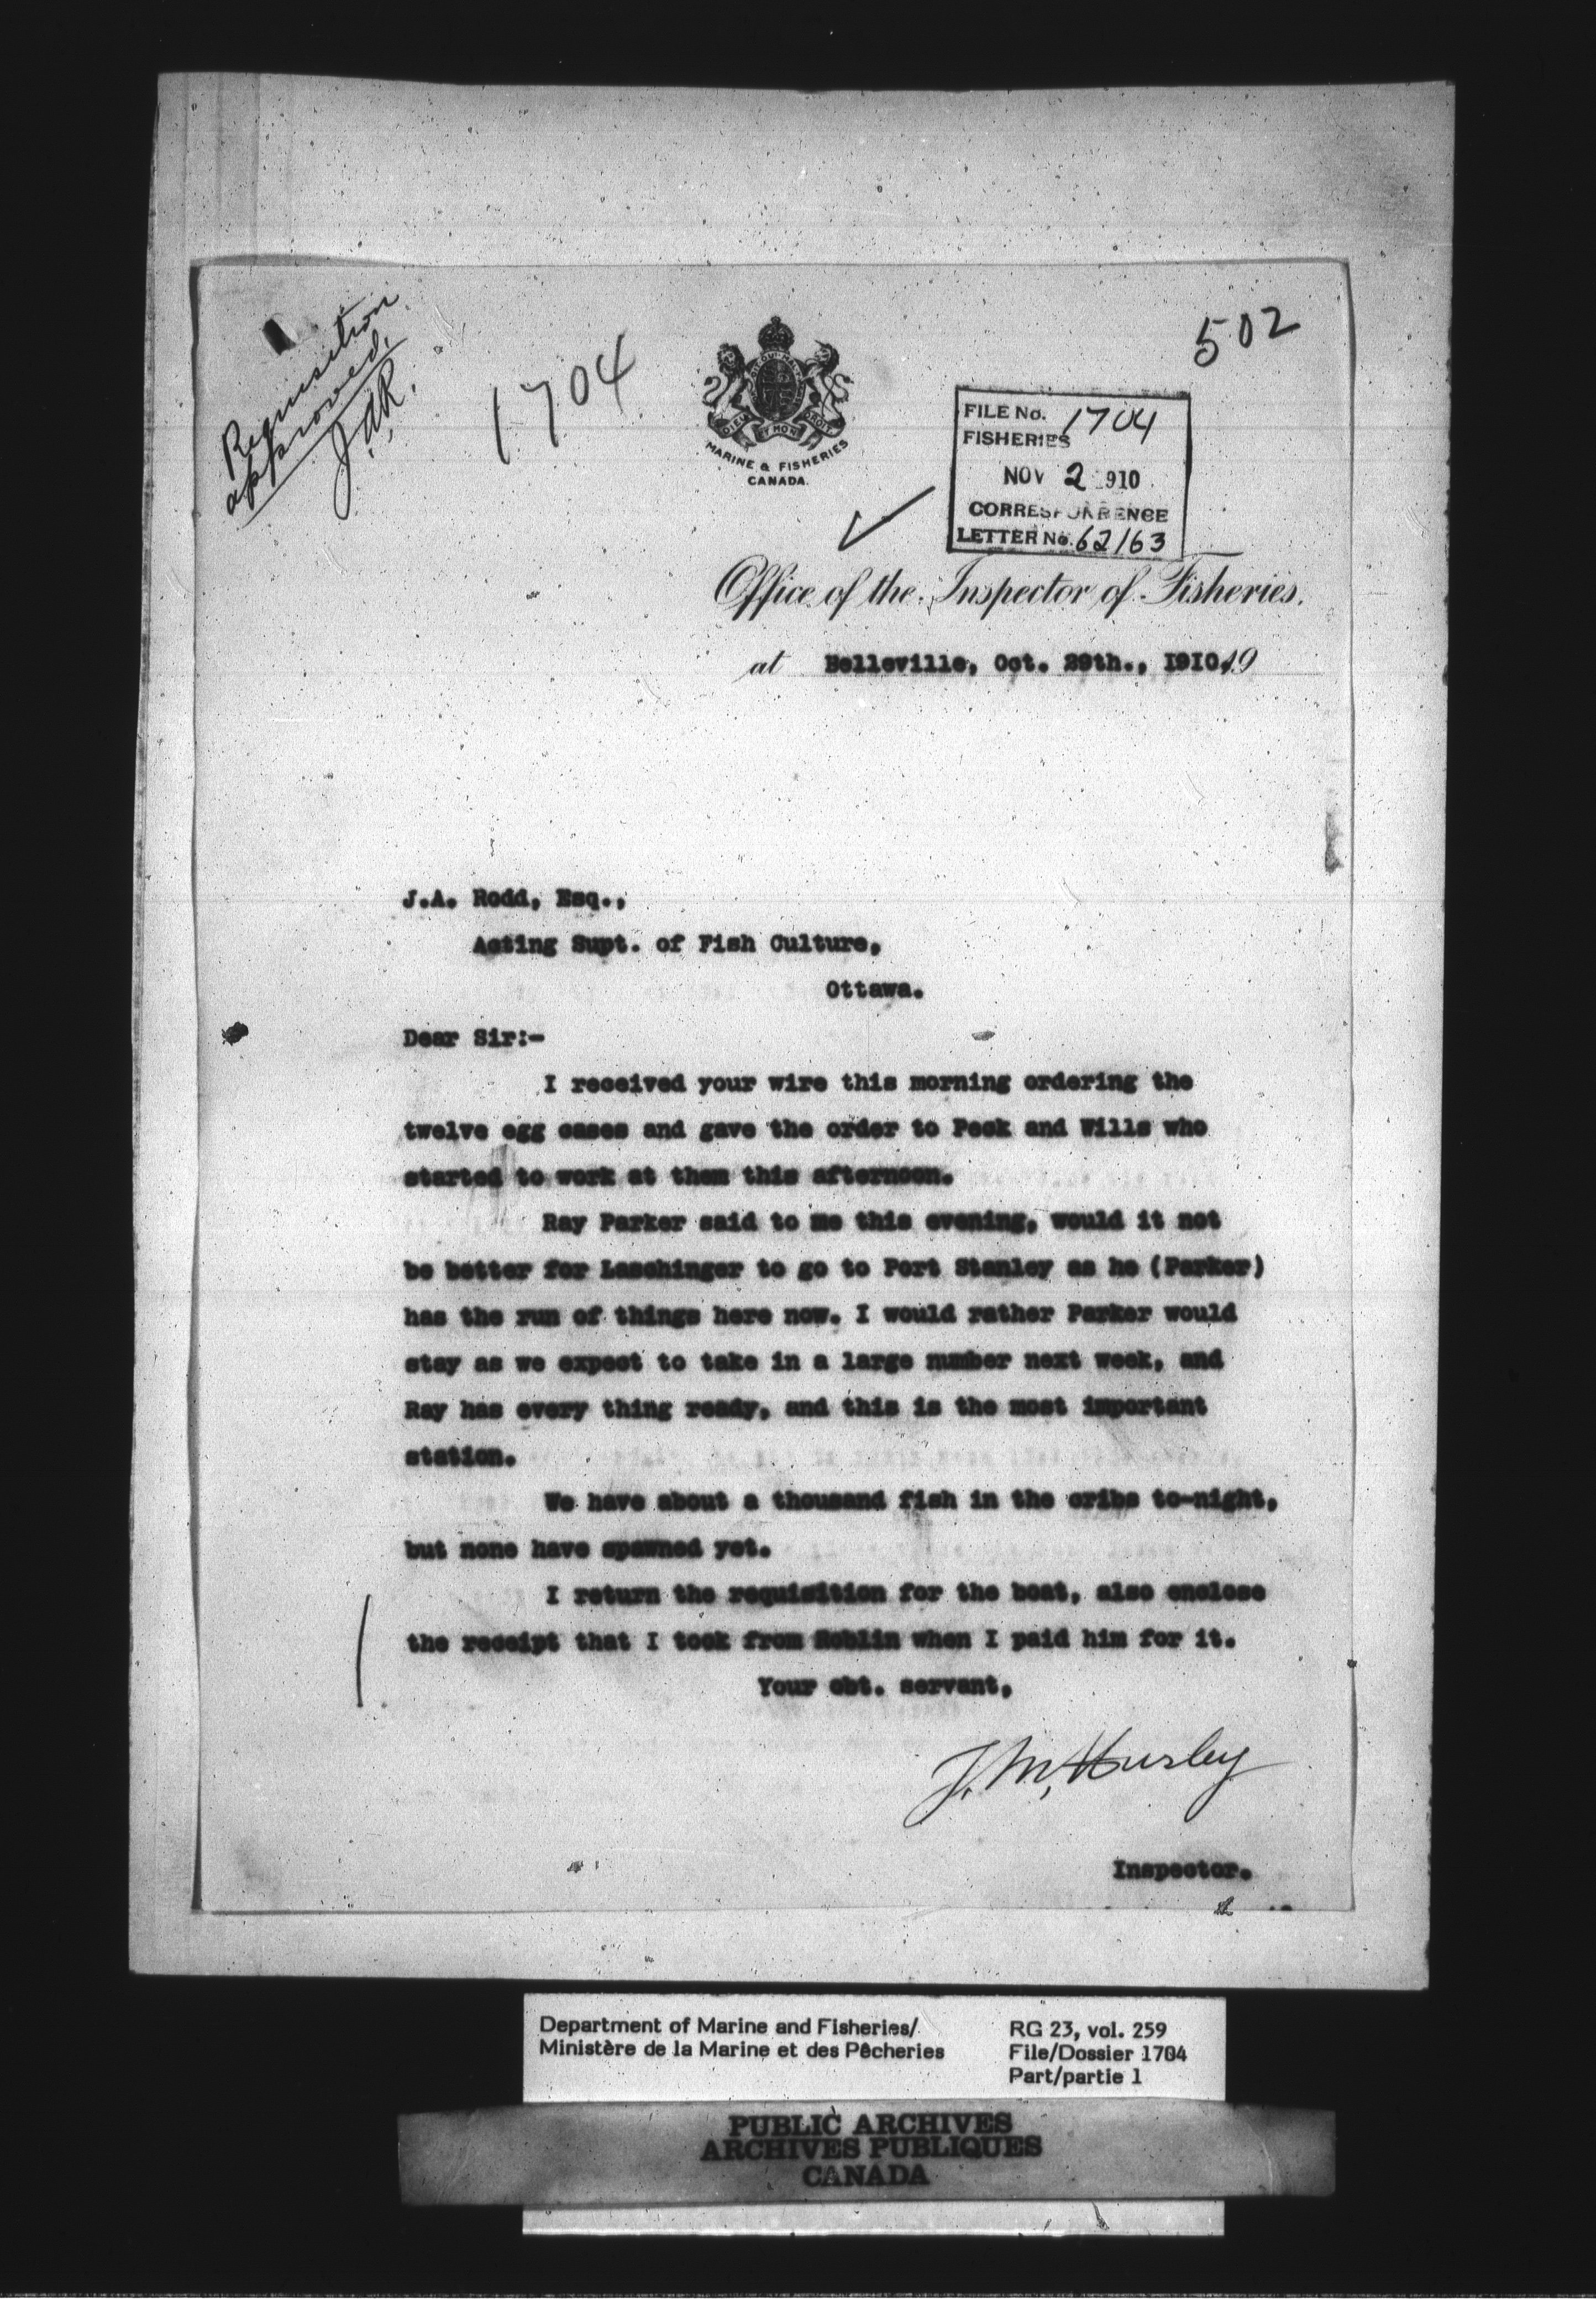 Requisition
approved.
J.A.R.
1704
502
DIEU ET MON DROIT
MARINE & FISHERIES
CANADA.
FILE No. 1704
FISHERIES
NOV 2 1910
CORRESPONDENCE
LETTER No. 62163
Office of the Inspector of Fisheries.
at Belleville, Oct. 29th., I9I0. 19
J.A. Rodd, Esq.,
Acting Supt. of Fish Culture,
Ottawa.
Dear Sir:-
I received your wire this morning ordering the
twelve egg cases and gave the order to Peck and Wills who
started to work at them this afternoon.
Ray Parker said to me this evening, would it not
be better for Laschinger to go to Port Stanley as he (Parker)
has the run of things here now. I would rather Parker would
stay as we expect to take in a large number next week, and
Ray has every thing ready, and this is the most important
station.
We have about a thousand fish in the cribs to-night,
but none have spawned yet.
I return the requisition for the boat, also enclose
the receipt that I took from Roblin when I paid him for it.
Your obt. servant,
J. M. Hurley
Inspector.
Department of Marine and Fisheries/
Ministère de la Marine et des Pêcheries
RG 23, vol. 259
File/Dossier 1704
Part/partie 1
PUBLIC ARCHIVES
ARCHIVES PUBLIQUES
CANADA